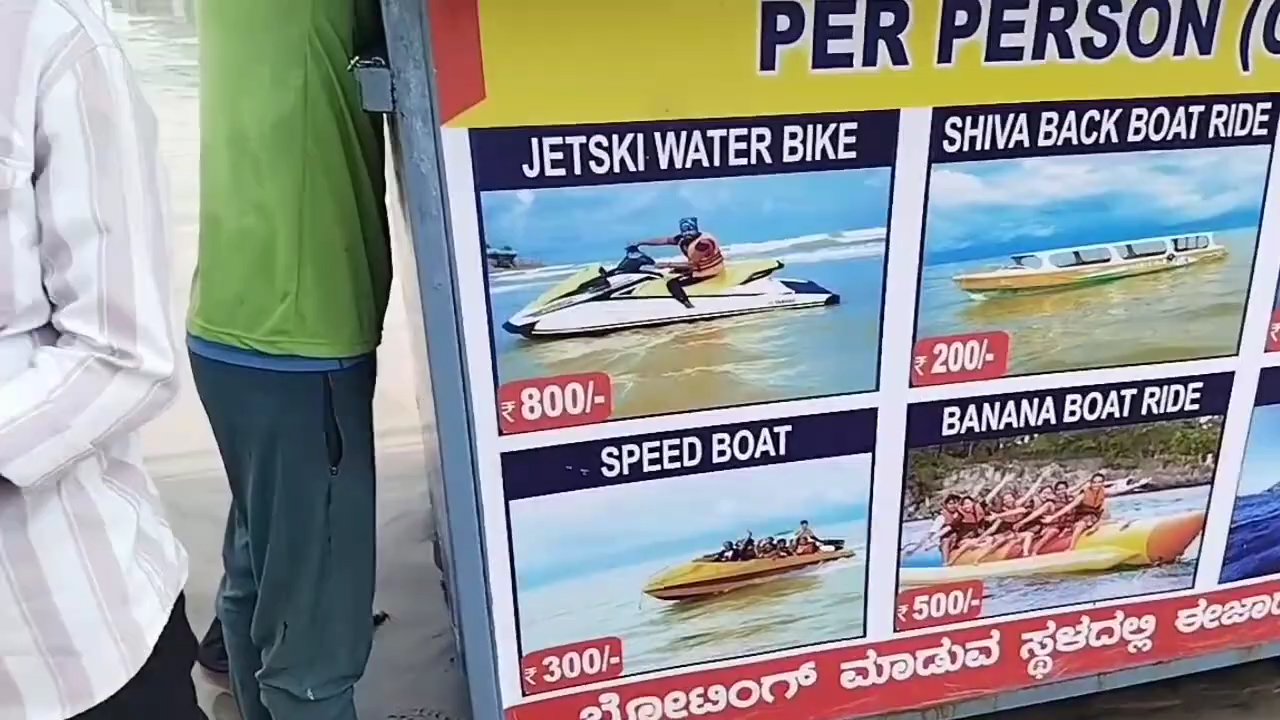 PER PERSON
JETSKI WATER BIKE
SHIVA BACK BOAT RIDE
₹ 800/-
₹ 200/-
SPEED BOAT
BANANA BOAT RIDE
₹ 300/-
₹ 500/-
ಬೋಟಿಂಗ್ ಮಾಡುವ ಸ್ಥಳದಲ್ಲಿ